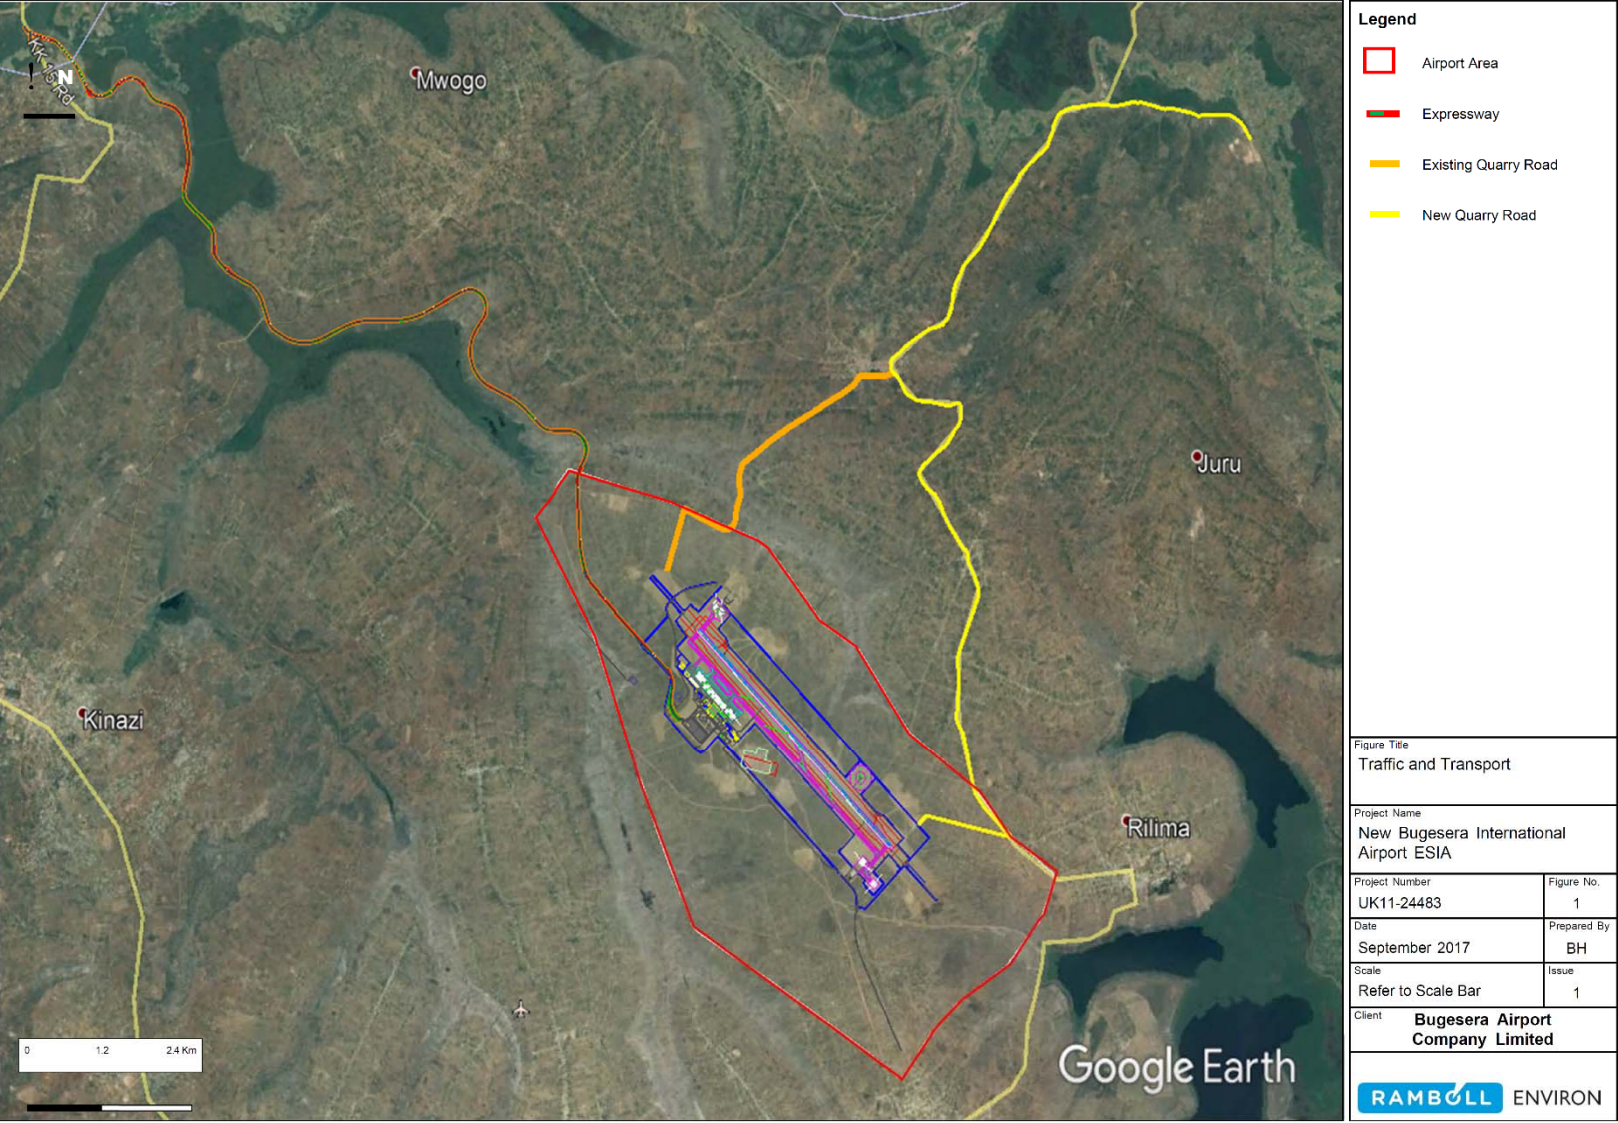 KK 15 Rd
!
N
Mwogo
Juru
Kinazi
Rilima
0 1.2 2.4 Km
Google Earth
Legend
Airport Area
Expressway
Existing Quarry Road
New Quarry Road
Figure Title
Traffic and Transport
Project Name
New Bugesera International
Airport ESIA
Project Number
UK11-24483
Figure No.
1
Date
September 2017
Prepared By
BH
Scale
Refer to Scale Bar
Issue
1
Client
Bugesera Airport
Company Limited
RAMBOLL ENVIRON